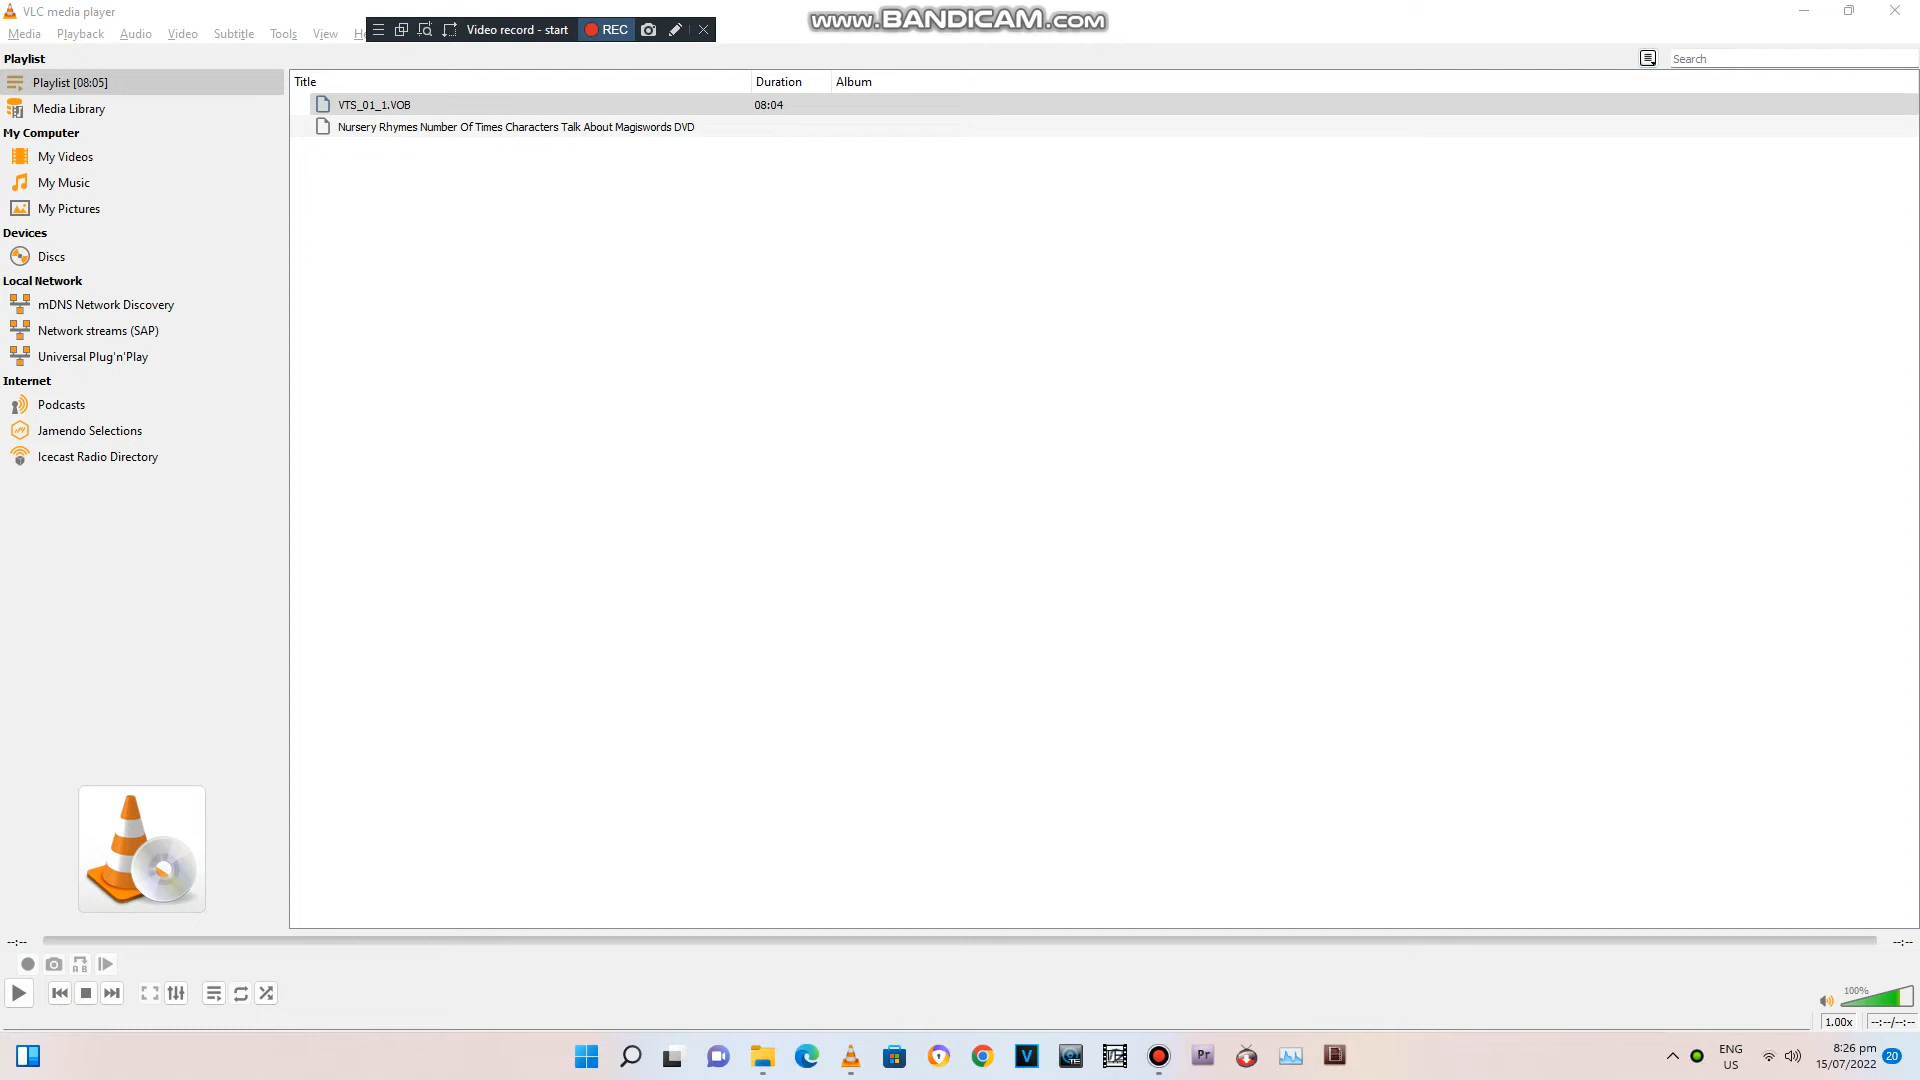 VLC media player
www.BANDICAM.com
Media Playback Audio Video Subtitle Tools View He
Video record - start REC
Playlist
Search
Playlist [08:05]
Title Duration Album
VTS_01_1.VOB 08:04
Media Library
Nursery Rhymes Number Of Times Characters Talk About Magiswords DVD
My Computer
My Videos
My Music
My Pictures
Devices
Discs
Local Network
mDNS Network Discovery
Network streams (SAP)
Universal Plug'n'Play
Internet
Podcasts
Jamendo Selections
Icecast Radio Directory
--:-- --:--
100%
1.00x --:--/--:--
ENG
US
8:26 pm
15/07/2022
20